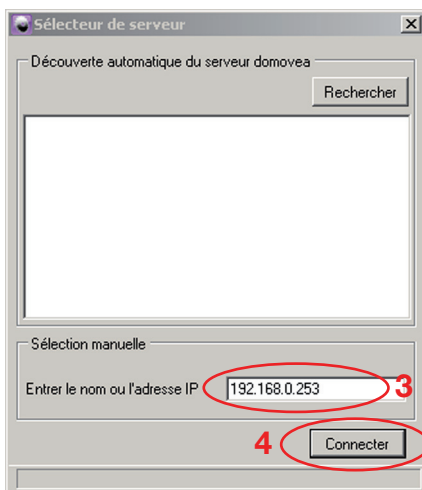 Sélecteur de serveur
Découverte automatique du serveur domovea
Rechercher
Sélection manuelle
Entrer le nom ou l'adresse IP 192.168.0.253 3
4 Connecter